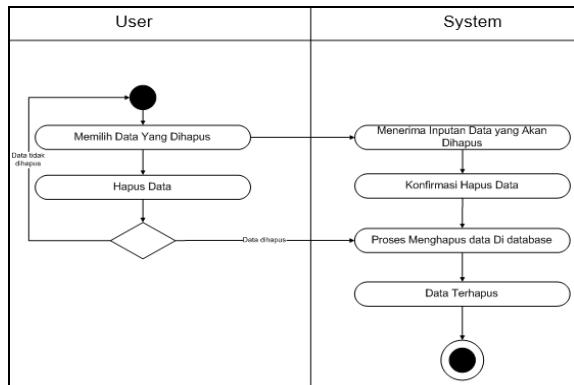 User
System
Memilih Data Yang Dihapus
Menerima Inputan Data yang Akan
Dihapus
Data tidak
dihapus
Hapus Data
Konfirmasi Hapus Data
Data dihapus
Proses Menghapus data Di database
Data Terhapus